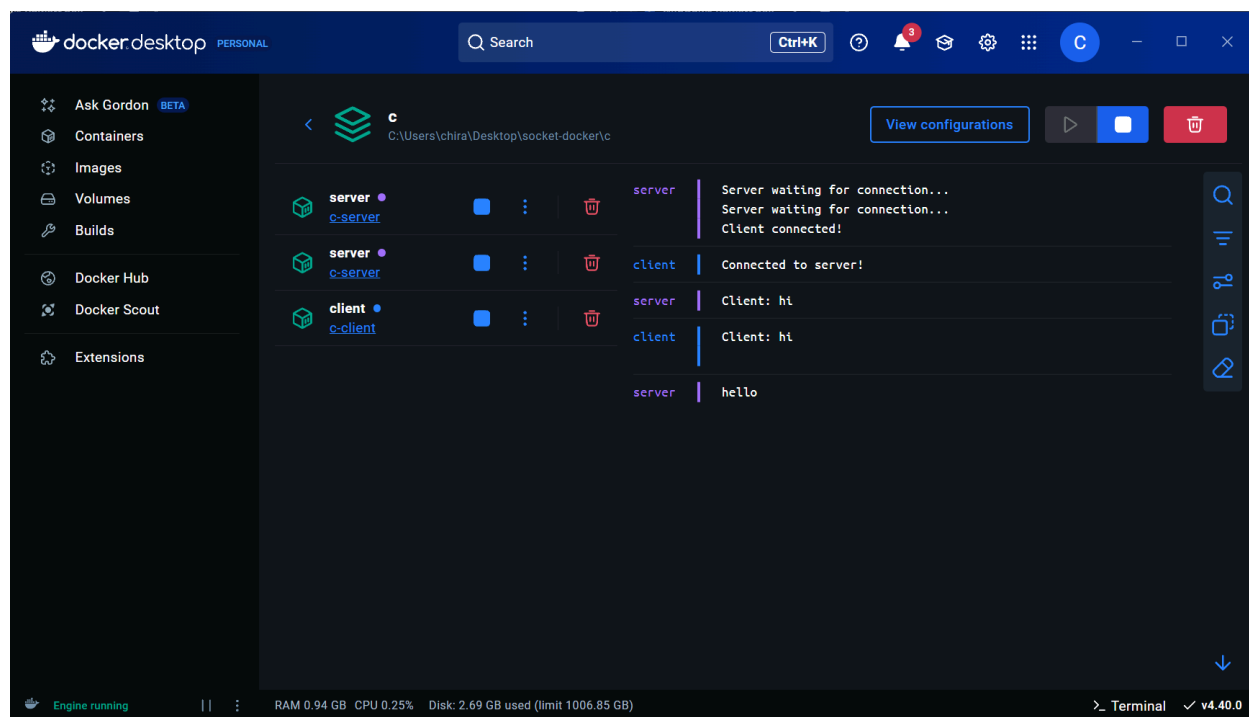 docker desktop PERSONAL
Search
Ctrl+K
3
C
Ask Gordon BETA
Containers
Images
Volumes
Builds
Docker Hub
Docker Scout
Extensions
c
C:\Users\chira\Desktop\socket-docker\c
View configurations
server
c-server
server
c-server
client
c-client
server Server waiting for connection...
Server waiting for connection...
Client connected!
client Connected to server!
server Client: hi
client Client: hi
server hello
Engine running
RAM 0.94 GB CPU 0.25% Disk: 2.69 GB used (limit 1006.85 GB)
>_ Terminal
v4.40.0